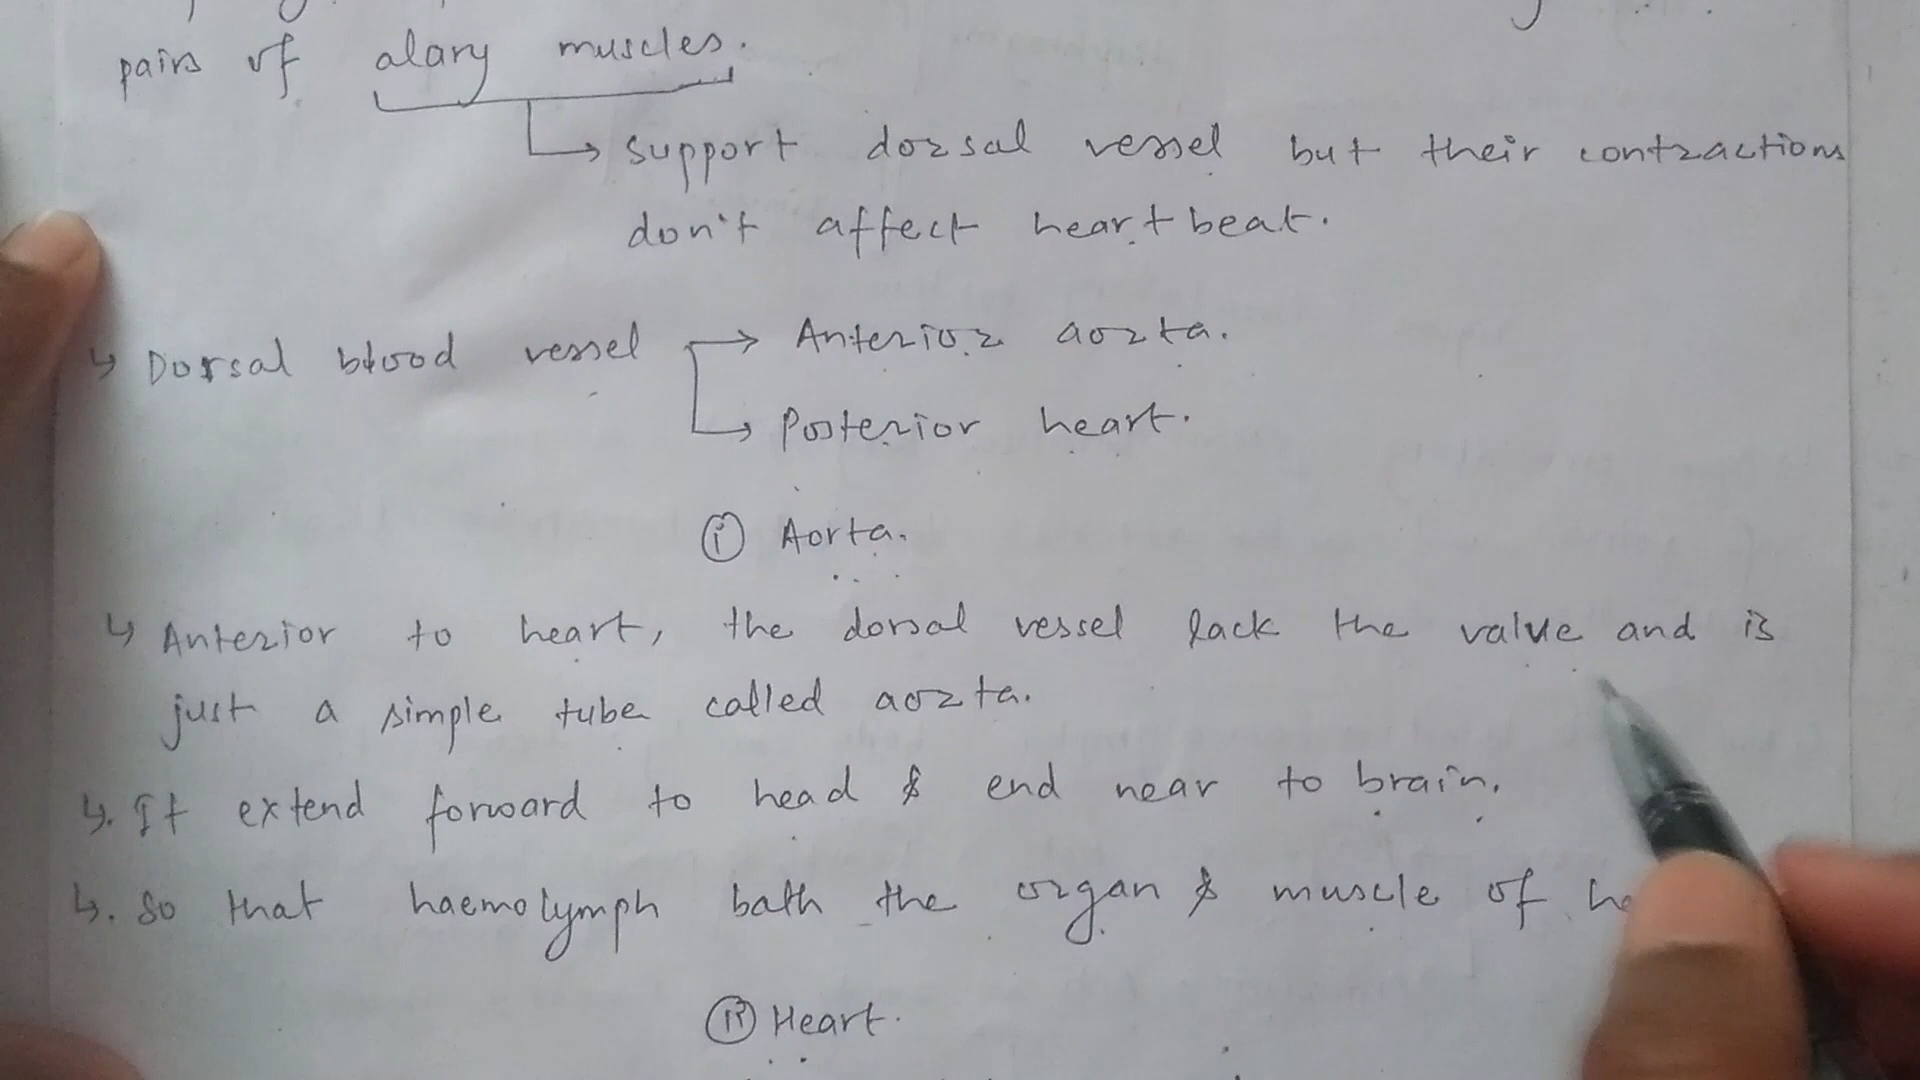 pairs of alary muscles.
↳ support dorsal vessel but their contractions
don't affect heart beat.
↳ Dorsal blood vessel → Anterior aorta.
↳ Posterior heart.
(i) Aorta.
↳ Anterior to heart, the dorsal vessel lack the value and is
just a simple tube called aorta.
↳. It extend forward to head & end near to brain.
↳. So that haemolymph bath the organ & muscle of
(ii) Heart.